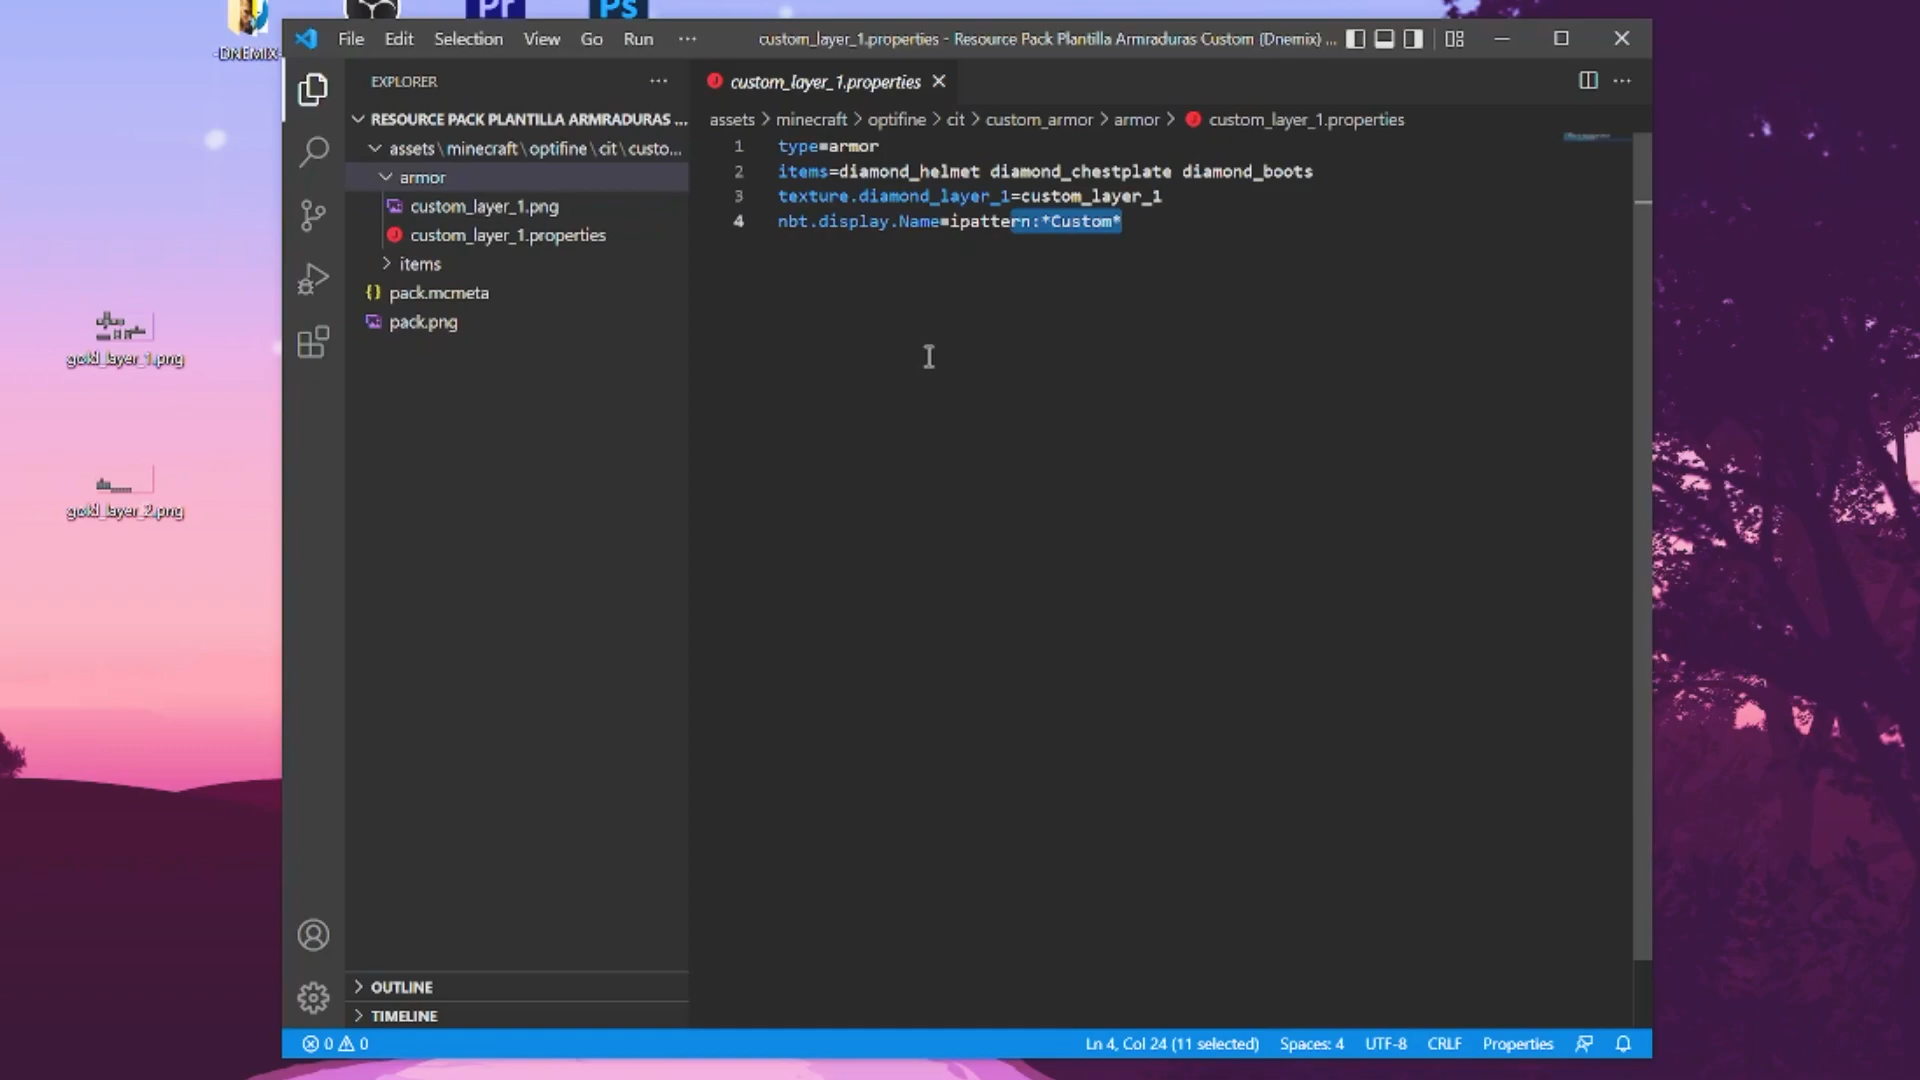 Pr
Ps
-DNEMIX-
gold_layer_1.png
gold_layer_2.png
File Edit Selection View Go Run ···
custom_layer_1.properties - Resource Pack Plantilla Armraduras Custom (Dnemix) ...
EXPLORER
RESOURCE PACK PLANTILLA ARMRADURAS ...
assets\minecraft\optifine\cit\custo...
armor
custom_layer_1.png
custom_layer_1.properties
items
pack.mcmeta
pack.png
OUTLINE
TIMELINE
custom_layer_1.properties
assets > minecraft > optifine > cit > custom_armor > armor > custom_layer_1.properties
1 type=armor
2 items=diamond_helmet diamond_chestplate diamond_boots
3 texture.diamond_layer_1=custom_layer_1
4 nbt.display.Name=ipattern:*Custom*
0 0
Ln 4, Col 24 (11 selected) Spaces: 4 UTF-8 CRLF Properties